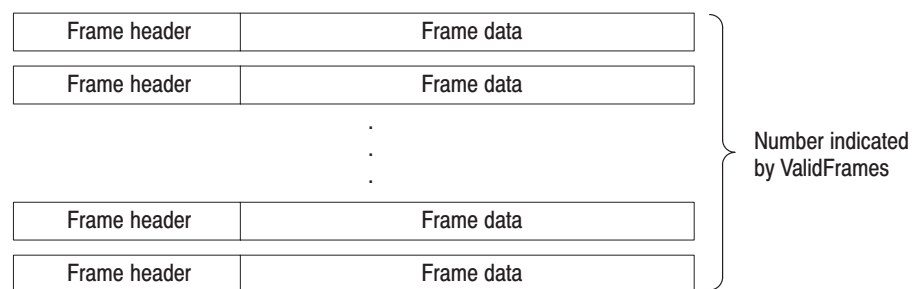 Frame header Frame data
Frame header Frame data
.
.
.
Number indicated
by ValidFrames
Frame header Frame data
Frame header Frame data